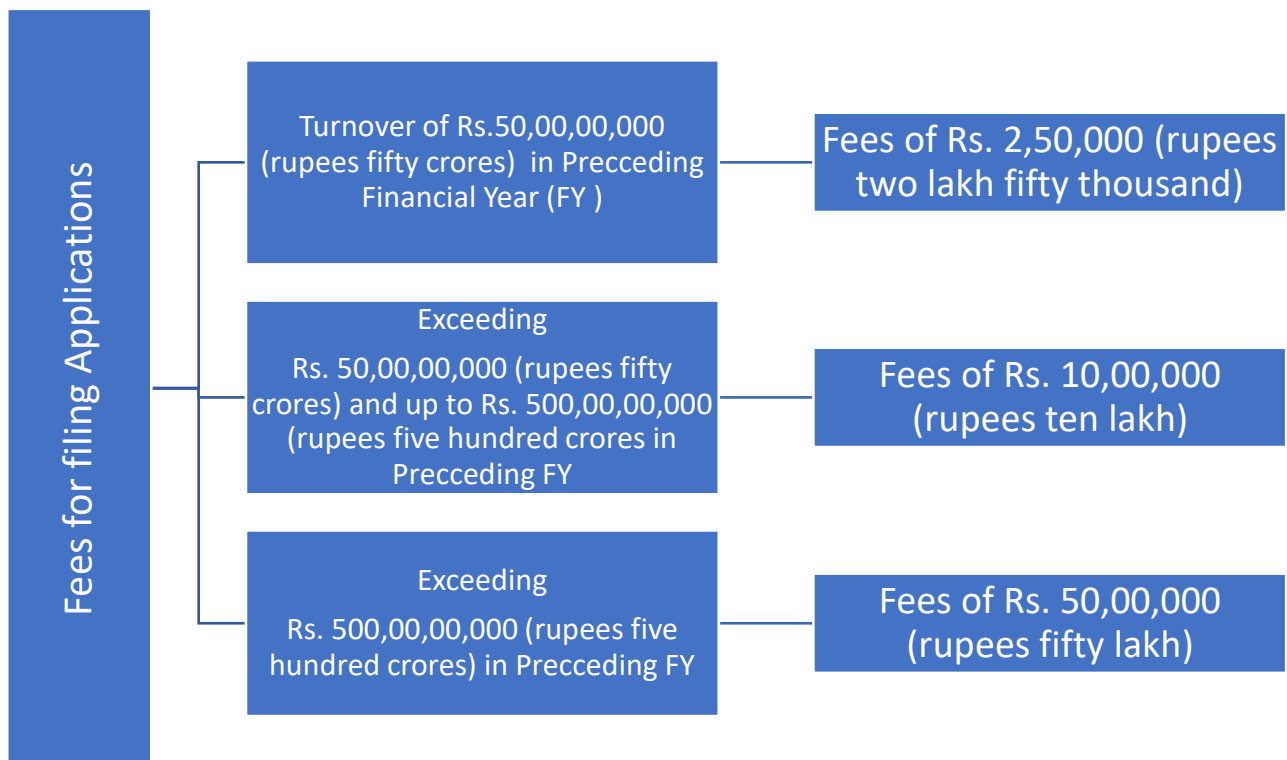 Fees for filing Applications
Turnover of Rs.50,00,00,000
(rupees fifty crores) in Precceding
Financial Year (FY )
Fees of Rs. 2,50,000 (rupees
two lakh fifty thousand)
Exceeding
Rs. 50,00,00,000 (rupees fifty
crores) and up to Rs. 500,00,00,000
(rupees five hundred crores in
Precceding FY
Fees of Rs. 10,00,000
(rupees ten lakh)
Exceeding
Rs. 500,00,00,000 (rupees five
hundred crores) in Precceding FY
Fees of Rs. 50,00,000
(rupees fifty lakh)